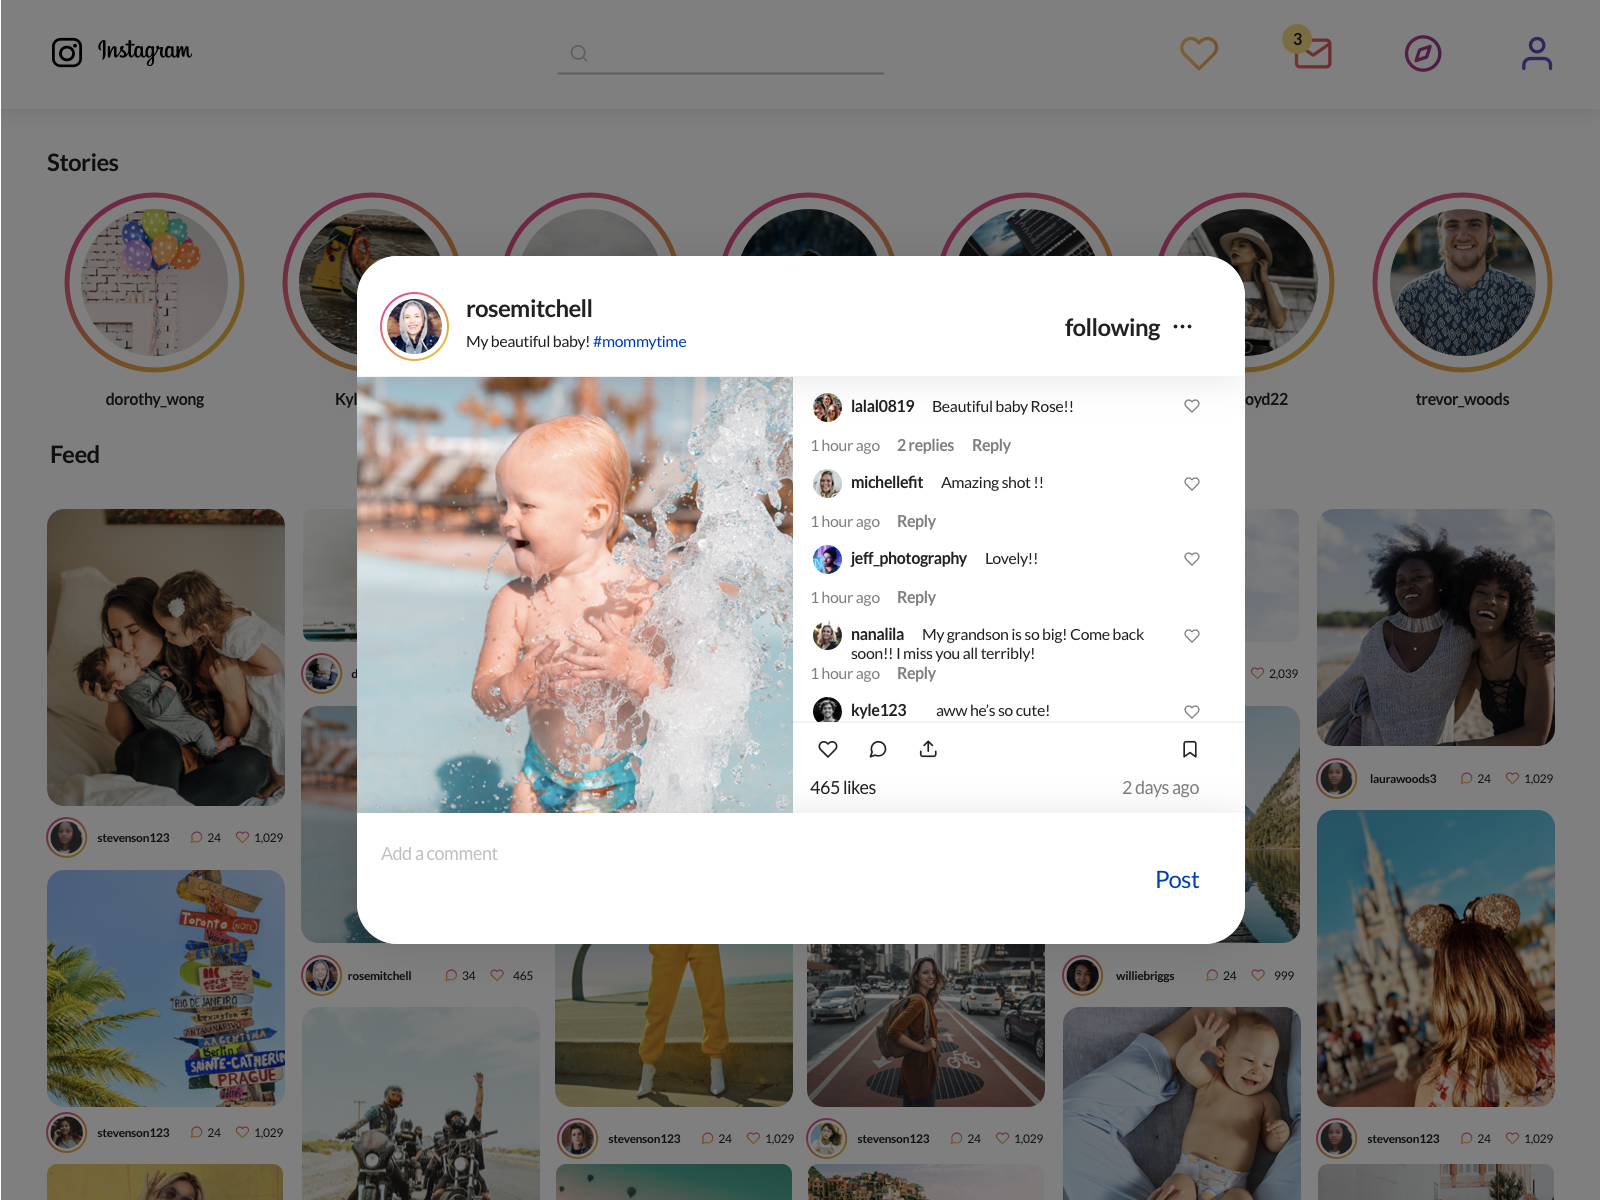 Instagram
3
Stories
dorothy_wong
Kyl
oyd22
trevor_woods
Feed
rosemitchell
My beautiful baby! #mommytime
following
lalal0819 Beautiful baby Rose!!
1 hour ago 2 replies Reply
michellefit Amazing shot !!
1 hour ago Reply
jeff_photography Lovely!!
1 hour ago Reply
nanalila My grandson is so big! Come back
soon!! I miss you all terribly!
1 hour ago Reply
kyle123 aww he's so cute!
465 likes 2 days ago
Add a comment
Post
d
2,039
laurawoods3 24 1,029
stevenson123 24 1,029
Toronto
RIO DE JANEIRO
Lexington
ANTANANARIVO
ARGENTINA
Berlin
SAINTE-CATHERIN
PRAGUE
rosemitchell 34 465
williebriggs 24 999
stevenson123 24 1,029
stevenson123 24 1,029
stevenson123 24 1,029
stevenson123 24 1,029